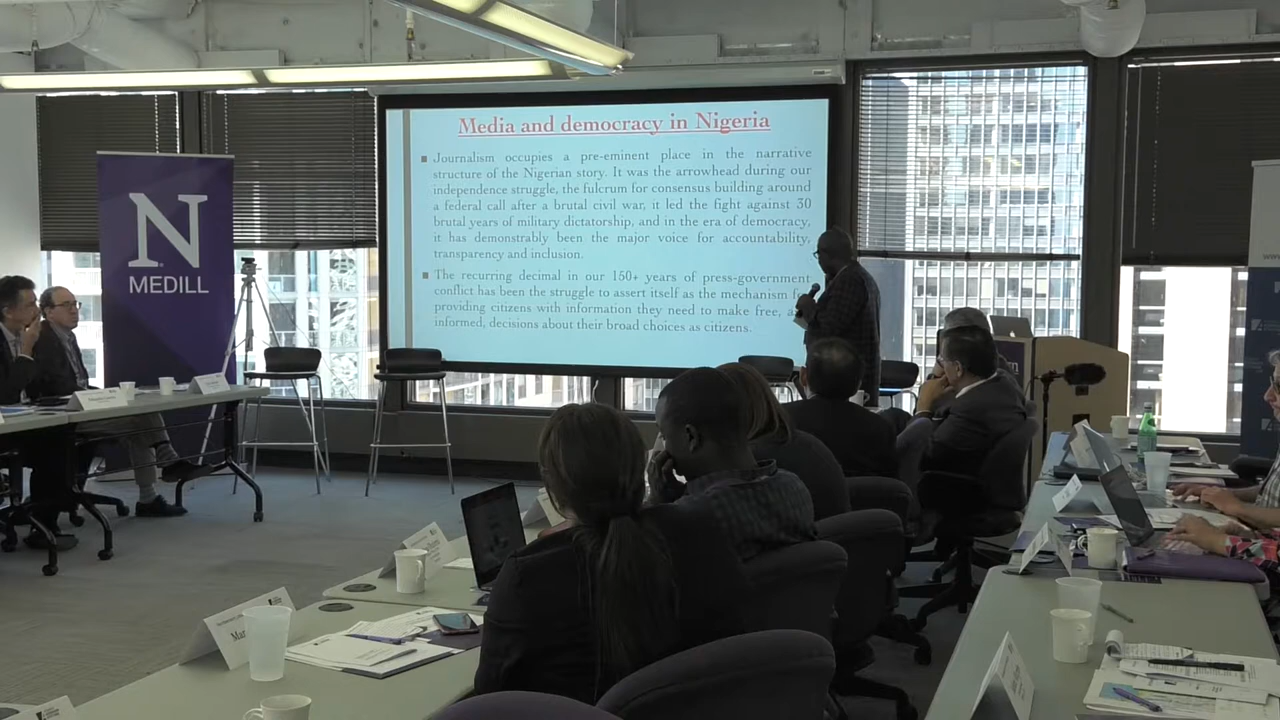 Media and democracy in Nigeria
Journalism occupies a pre-eminent place in the narrative
structure of the Nigerian story. It was the arrowhead during our
independence struggle, the fulcrum for consensus building around
a federal call after a brutal civil war, it led the fight against 30
brutal years of military dictatorship, and in the era of democracy,
it has demonstrably been the major voice for accountability,
transparency and inclusion.
The recurring decimal in our 150+ years of press-government
conflict has been the struggle to assert itself as the mechanism
providing citizens with information they need to make free,
informed, decisions about their broad choices as citizens.
N
MEDILL